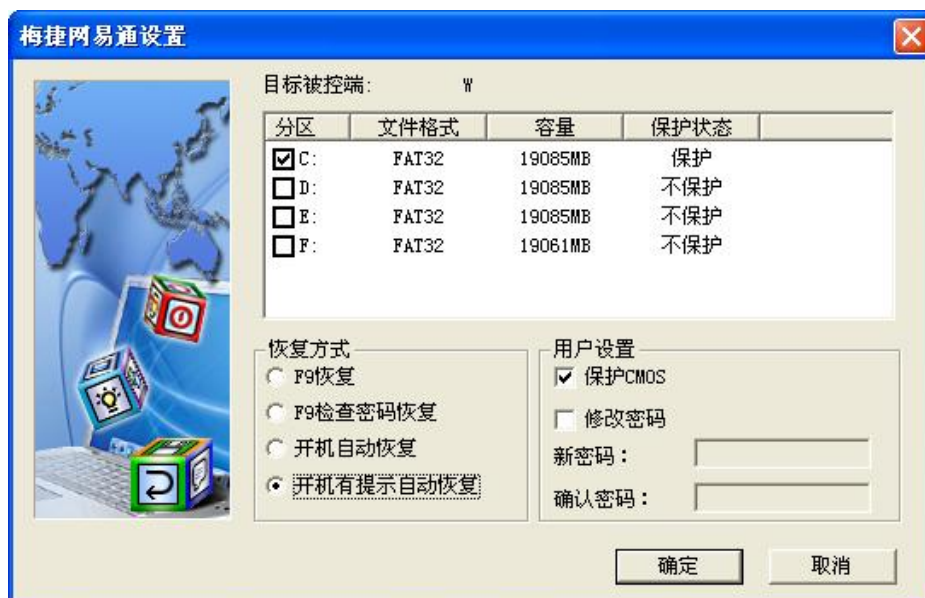 梅捷网易通设置
目标被控端: W
分区 文件格式 容量 保护状态
C: FAT32 19085MB 保护
D: FAT32 19085MB 不保护
E: FAT32 19085MB 不保护
F: FAT32 19061MB 不保护
恢复方式
F9恢复
F9检查密码恢复
开机自动恢复
开机有提示自动恢复
用户设置
保护CMOS
修改密码
新密码：
确认密码：
确定
取消